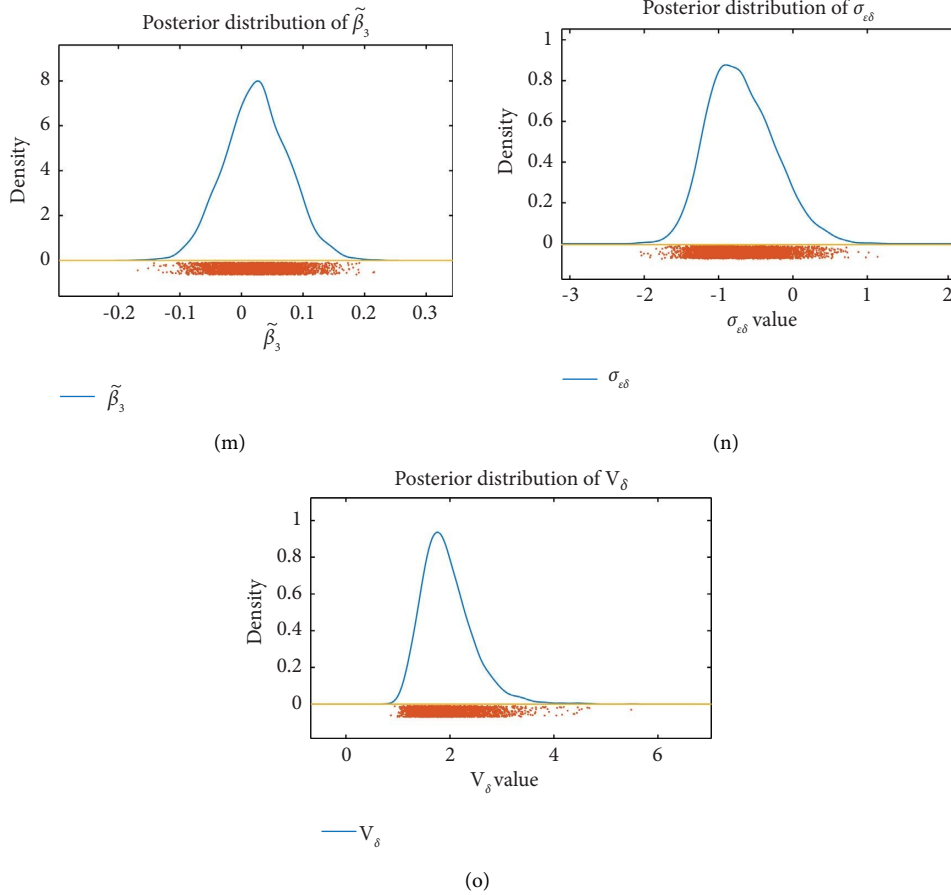 Posterior distribution of β̃₃
8
6
4
2
0
Density
-0.2 -0.1 0 0.1 0.2 0.3
β̃₃
β̃₃
(m)
Posterior distribution of σεδ
1
0.8
0.6
0.4
0.2
0
Density
-3 -2 -1 0 1 2
σεδ value
σεδ
(n)
Posterior distribution of Vδ
1
0.8
0.6
0.4
0.2
0
Density
0 2 4 6
Vδ value
Vδ
(o)